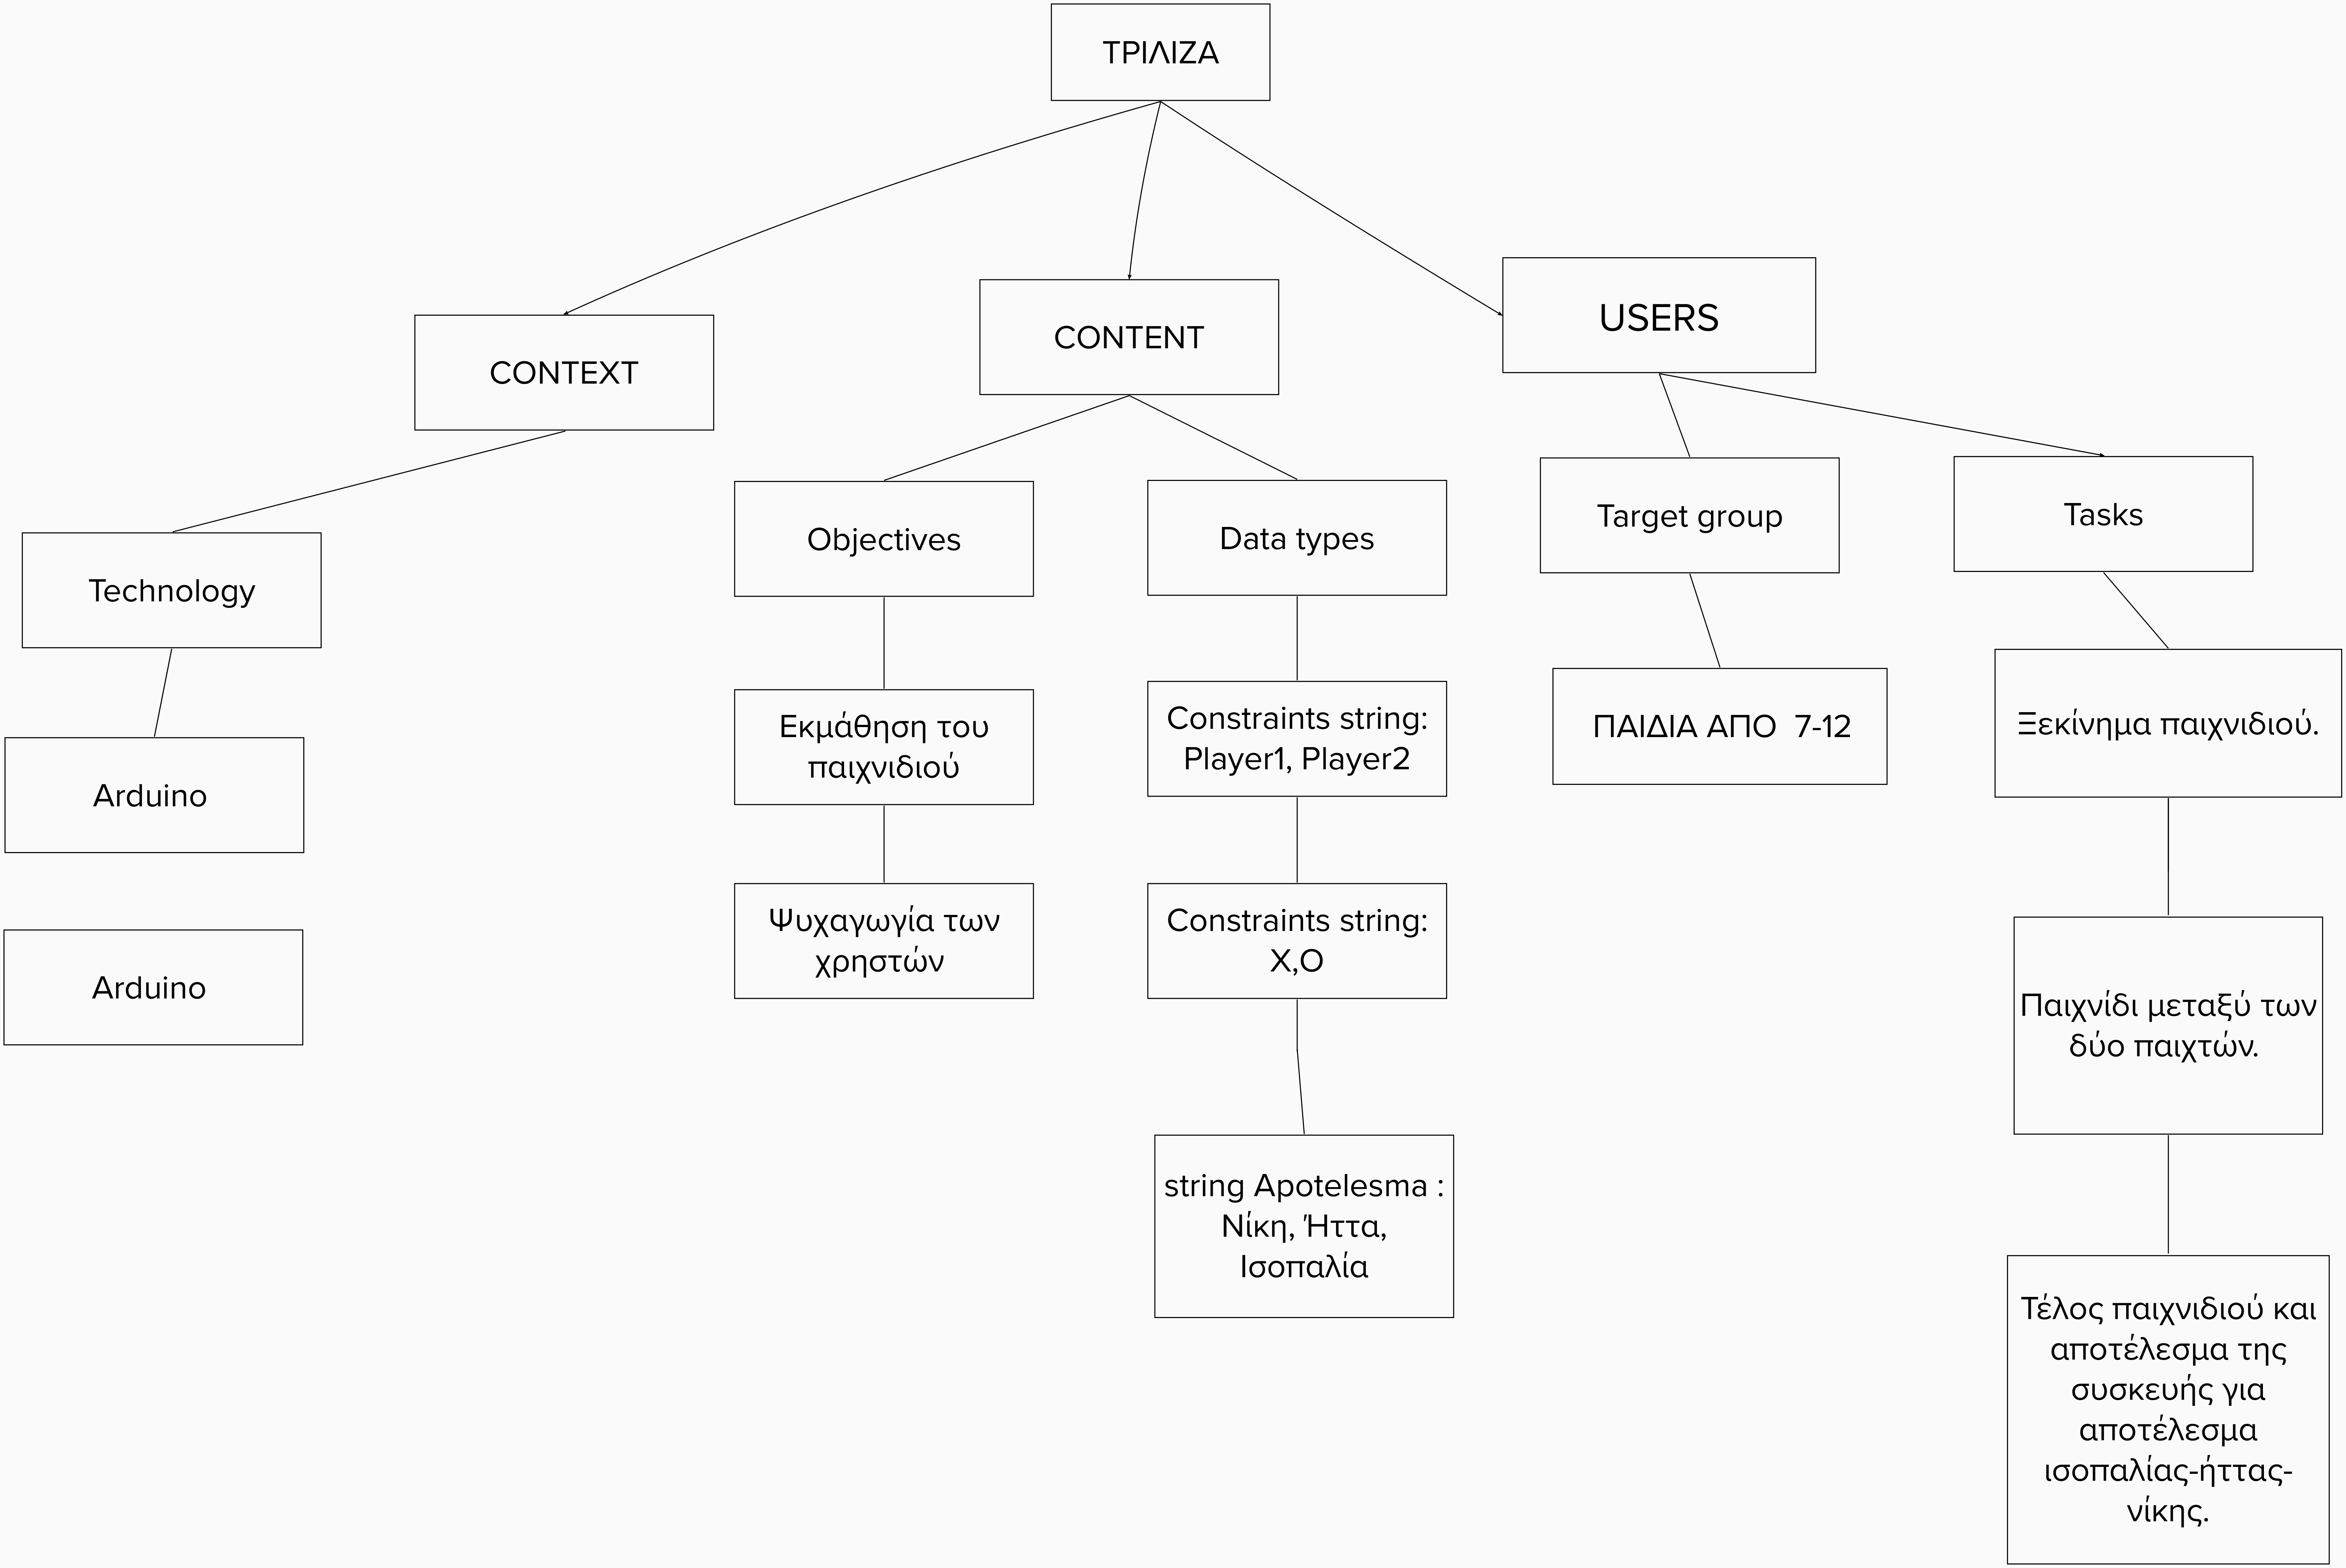 ΤΡΙΛΙΖΑ
CONTEXT
CONTENT
USERS
Technology
Objectives
Data types
Target group
Tasks
Arduino
Εκμάθηση του
παιχνιδιού
Constraints string:
Player1, Player2
ΠΑΙΔΙΑ ΑΠΟ  7-12
Ξεκίνημα παιχνιδιού.
Arduino
Ψυχαγωγία των
χρηστών
Constraints string:
X,O
Παιχνίδι μεταξύ των
δύο παιχτών.
string Apotelesma :
Νίκη, Ήττα,
Ισοπαλία
Τέλος παιχνιδιού και
αποτέλεσμα της
συσκευής για
αποτέλεσμα
ισοπαλίας-ήττας-
νίκης.